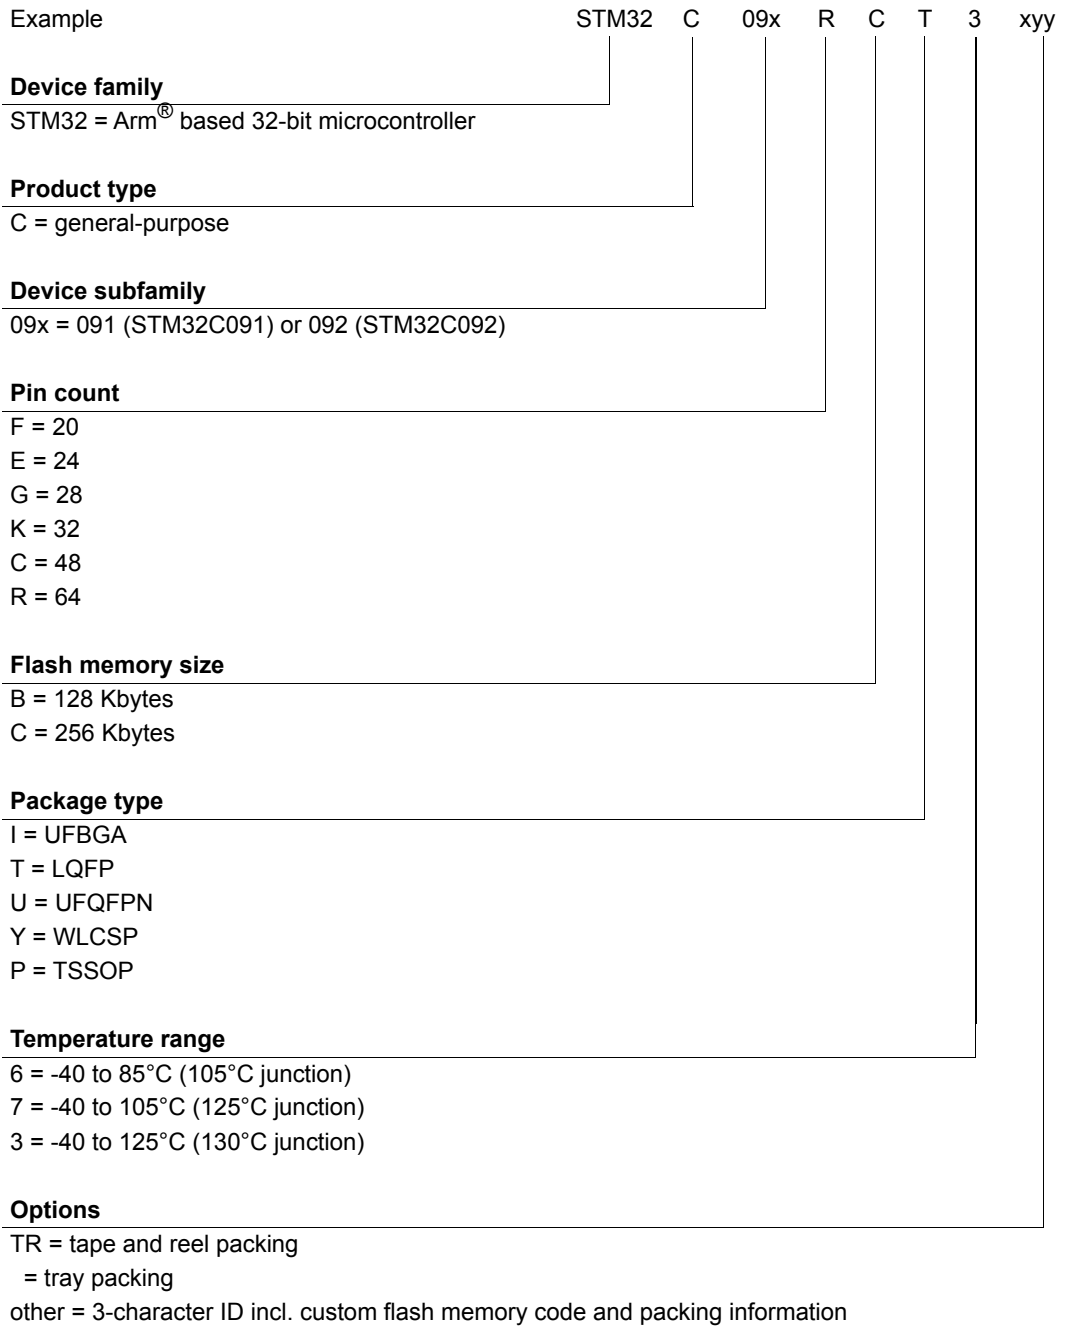 Example STM32 C 09x R C T 3 xyy
Device family
STM32 = Arm® based 32-bit microcontroller
Product type
C = general-purpose
Device subfamily
09x = 091 (STM32C091) or 092 (STM32C092)
Pin count
F = 20
E = 24
G = 28
K = 32
C = 48
R = 64
Flash memory size
B = 128 Kbytes
C = 256 Kbytes
Package type
I = UFBGA
T = LQFP
U = UFQFPN
Y = WLCSP
P = TSSOP
Temperature range
6 = -40 to 85°C (105°C junction)
7 = -40 to 105°C (125°C junction)
3 = -40 to 125°C (130°C junction)
Options
TR = tape and reel packing
= tray packing
other = 3-character ID incl. custom flash memory code and packing information